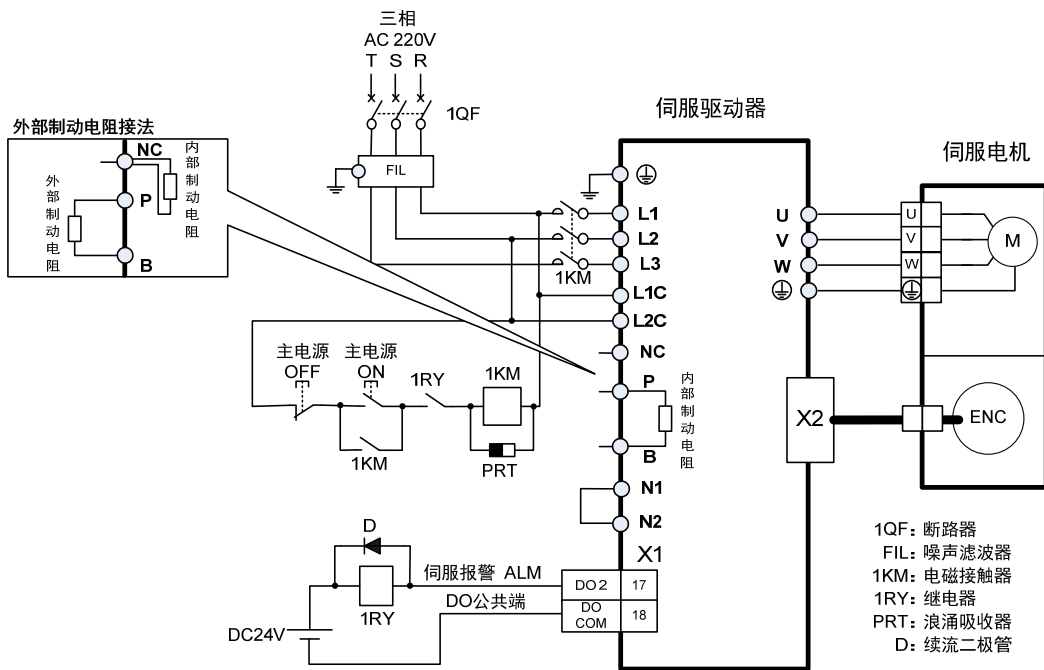 三相
AC 220V
T S R
1QF
FIL
外部制动电阻接法
NC
P
B
内部制动电阻
外部制动电阻
伺服驱动器
L1
L2
L3
1KM
L1C
L2C
NC
P
B
内部制动电阻
N1
N2
主电源
OFF
主电源
ON
1RY
1KM
1KM
PRT
X1
D
1RY
DC24V
伺服报警 ALM
DO公共端
DO 2 17
DO
COM
18
U
V
W
X2
伺服电机
U
V
W
M
ENC
1QF：断路器
FIL：噪声滤波器
1KM：电磁接触器
1RY：继电器
PRT：浪涌吸收器
D：续流二极管